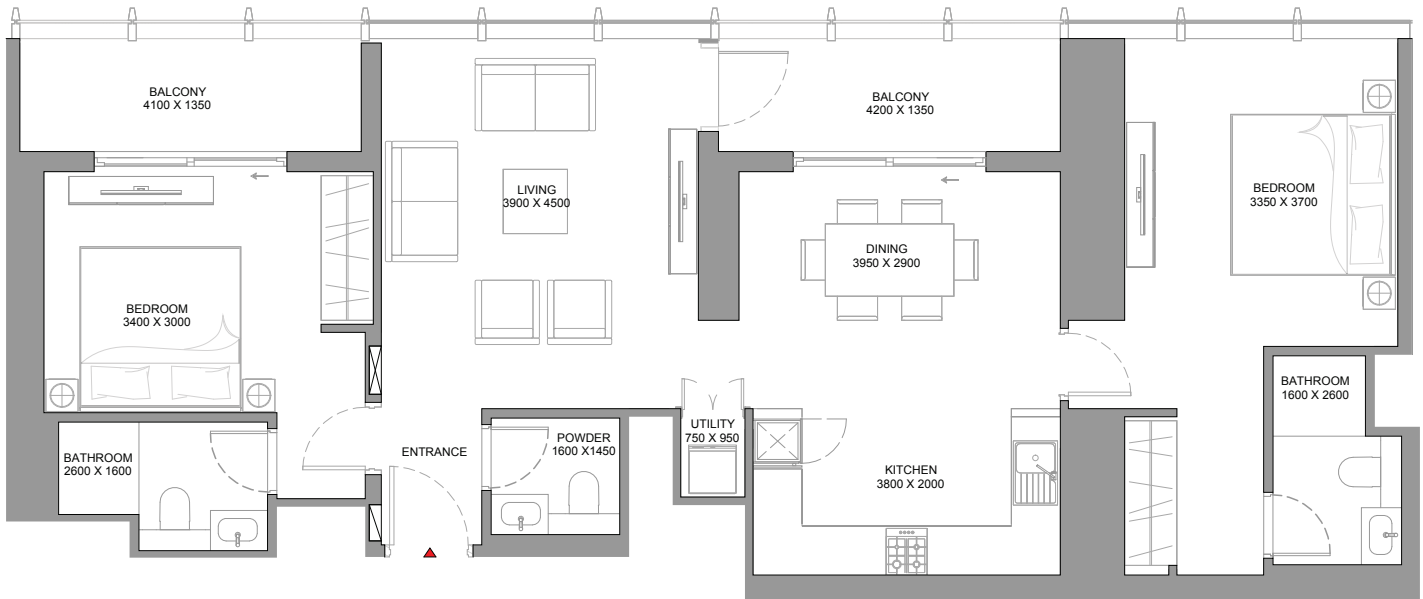 BALCONY
4100 X 1350
LIVING
3900 X 4500
BALCONY
4200 X 1350
BEDROOM
3350 X 3700
DINING
3950 X 2900
BEDROOM
3400 X 3000
BATHROOM
1600 X 2600
UTILITY
750 X 950
BATHROOM
2600 X 1600
ENTRANCE
POWDER
1600 X1450
KITCHEN
3800 X 2000